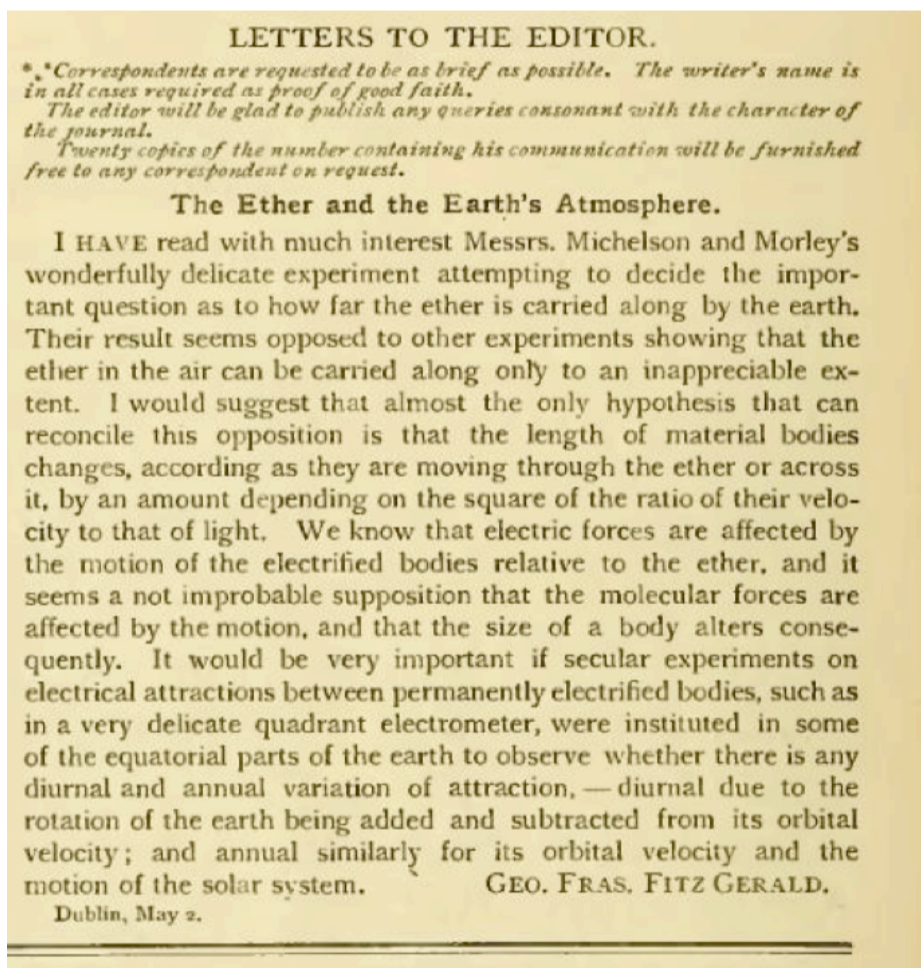 LETTERS TO THE EDITOR.
*.*Correspondents are requested to be as brief as possible. The writer's name is
in all cases required as proof of good faith.
The editor will be glad to publish any queries consonant with the character of
the journal.
Twenty copies of the number containing his communication will be furnished
free to any correspondent on request.
The Ether and the Earth's Atmosphere.
I HAVE read with much interest Messrs. Michelson and Morley's
wonderfully delicate experiment attempting to decide the impor-
tant question as to how far the ether is carried along by the earth.
Their result seems opposed to other experiments showing that the
ether in the air can be carried along only to an inappreciable ex-
tent. I would suggest that almost the only hypothesis that can
reconcile this opposition is that the length of material bodies
changes, according as they are moving through the ether or across
it, by an amount depending on the square of the ratio of their velo-
city to that of light. We know that electric forces are affected by
the motion of the electrified bodies relative to the ether, and it
seems a not improbable supposition that the molecular forces are
affected by the motion, and that the size of a body alters conse-
quently. It would be very important if secular experiments on
electrical attractions between permanently electrified bodies, such as
in a very delicate quadrant electrometer, were instituted in some
of the equatorial parts of the earth to observe whether there is any
diurnal and annual variation of attraction, — diurnal due to the
rotation of the earth being added and subtracted from its orbital
velocity; and annual similarly for its orbital velocity and the
motion of the solar system. GEO. FRAS. FITZ GERALD.
Dublin, May 2.